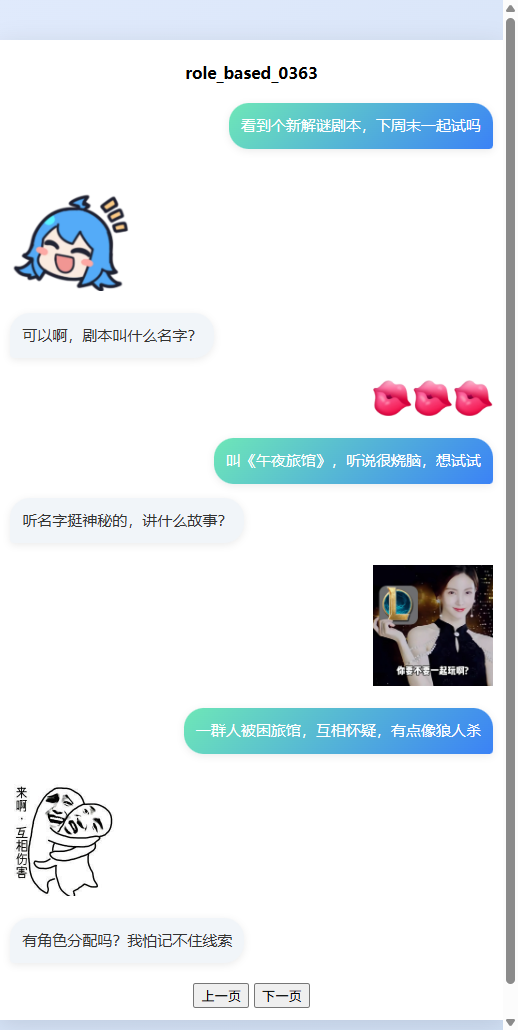 role_based_0363
看到个新解谜剧本，下周末一起试吗
可以啊，剧本叫什么名字？
叫《午夜旅馆》，听说很烧脑，想试试
听名字挺神秘的，讲什么故事？
L
你要不要一起玩啊?
一群人被困旅馆，互相怀疑，有点像狼人杀
来啊·互相伤害
有角色分配吗？我怕记不住线索
上一页 下一页